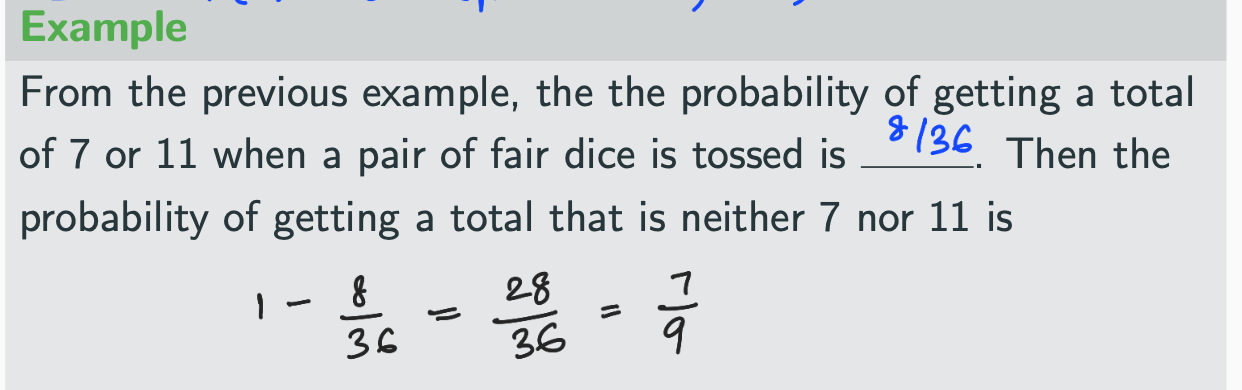 Example
From the previous example, the the probability of getting a total
of 7 or 11 when a pair of fair dice is tossed is 8/36. Then the
probability of getting a total that is neither 7 nor 11 is
1 - 8/36 = 28/36 = 7/9